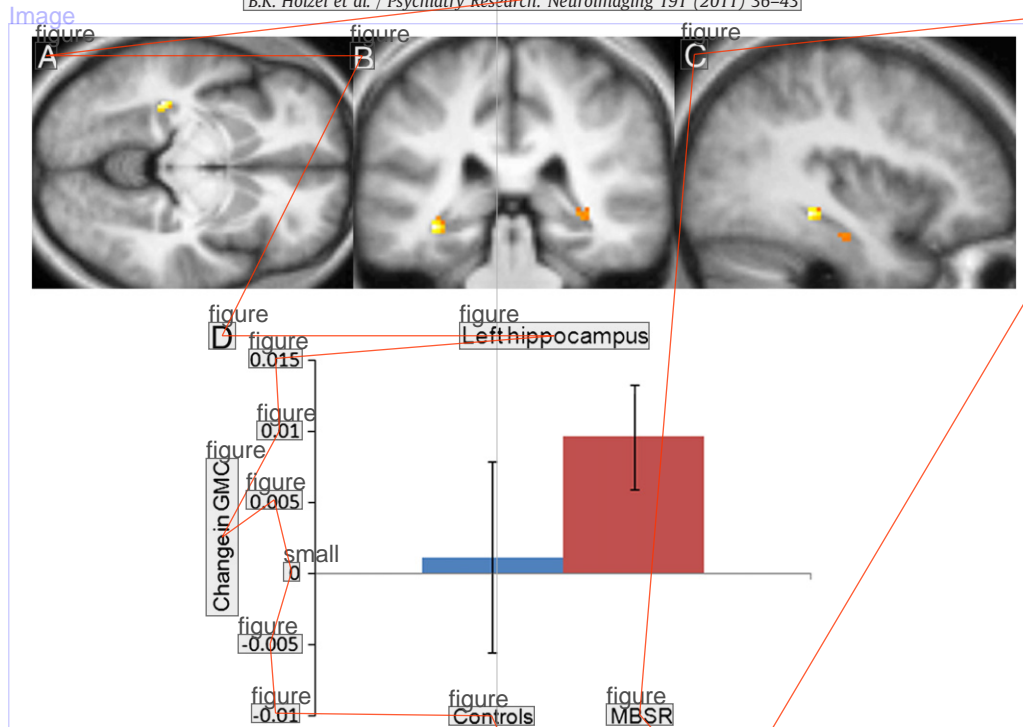 B.K. Hölzel et al. / Psychiatry Research: Neuroimaging 191 (2011) 36–43
Image
figure
figure
figure
A
B
C
figure
figure
D
Left hippocampus
figure
0.015
figure
0.01
figure
Change in GMC
figure
0.005
small
0
figure
-0.005
figure
-0.01
figure
Controls
figure
MBSR